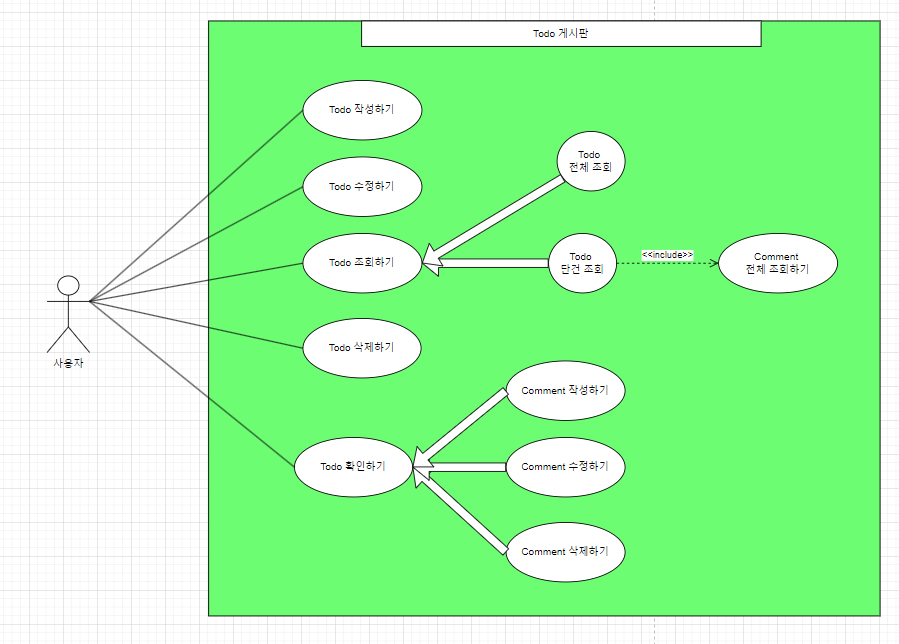 Todo 게시판
Todo 작성하기
Todo 수정하기
Todo 조회하기
Todo 삭제하기
Todo 확인하기
Todo
전체 조회
Todo
단건 조회
<<include>>
Comment
전체 조회하기
Comment 작성하기
Comment 수정하기
Comment 삭제하기
사용자